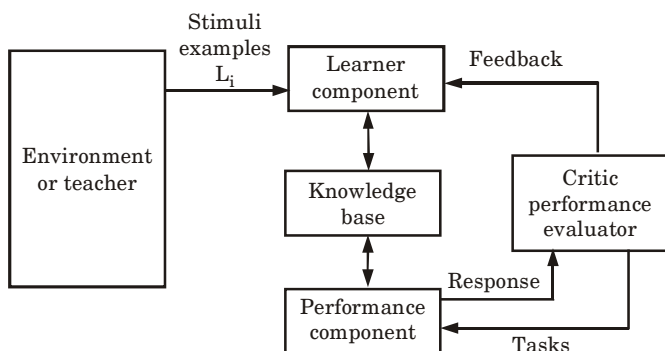 Stimuli
examples
L_i
Feedback
Learner
component
Environment
or teacher
Knowledge
base
Critic
performance
evaluator
Response
Performance
component
Tasks